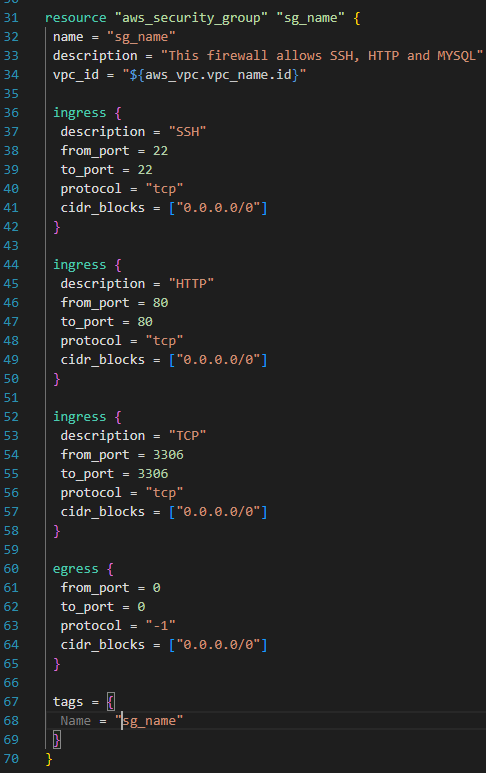 31 resource "aws_security_group" "sg_name" {
32 name = "sg_name"
33 description = "This firewall allows SSH, HTTP and MYSQL"
34 vpc_id = "${aws_vpc.vpc_name.id}"
35
36 ingress {
37 description = "SSH"
38 from_port = 22
39 to_port = 22
40 protocol = "tcp"
41 cidr_blocks = ["0.0.0.0/0"]
42 }
43
44 ingress {
45 description = "HTTP"
46 from_port = 80
47 to_port = 80
48 protocol = "tcp"
49 cidr_blocks = ["0.0.0.0/0"]
50 }
51
52 ingress {
53 description = "TCP"
54 from_port = 3306
55 to_port = 3306
56 protocol = "tcp"
57 cidr_blocks = ["0.0.0.0/0"]
58 }
59
60 egress {
61 from_port = 0
62 to_port = 0
63 protocol = "-1"
64 cidr_blocks = ["0.0.0.0/0"]
65 }
66
67 tags = {
68 Name = "sg_name"
69 }
70 }